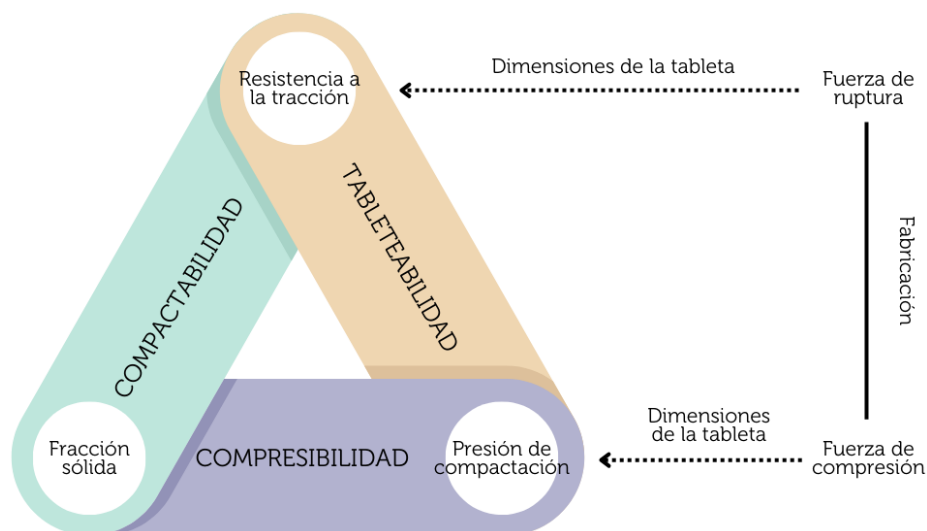 Resistencia a
la tracción
Dimensiones de la tableta
Fuerza de
ruptura
COMPACTABILIDAD
TABLETEABILIDAD
Fabricación
Fracción
sólida
COMPRESIBILIDAD
Presión de
compactación
Dimensiones
de la tableta
Fuerza de
compresión